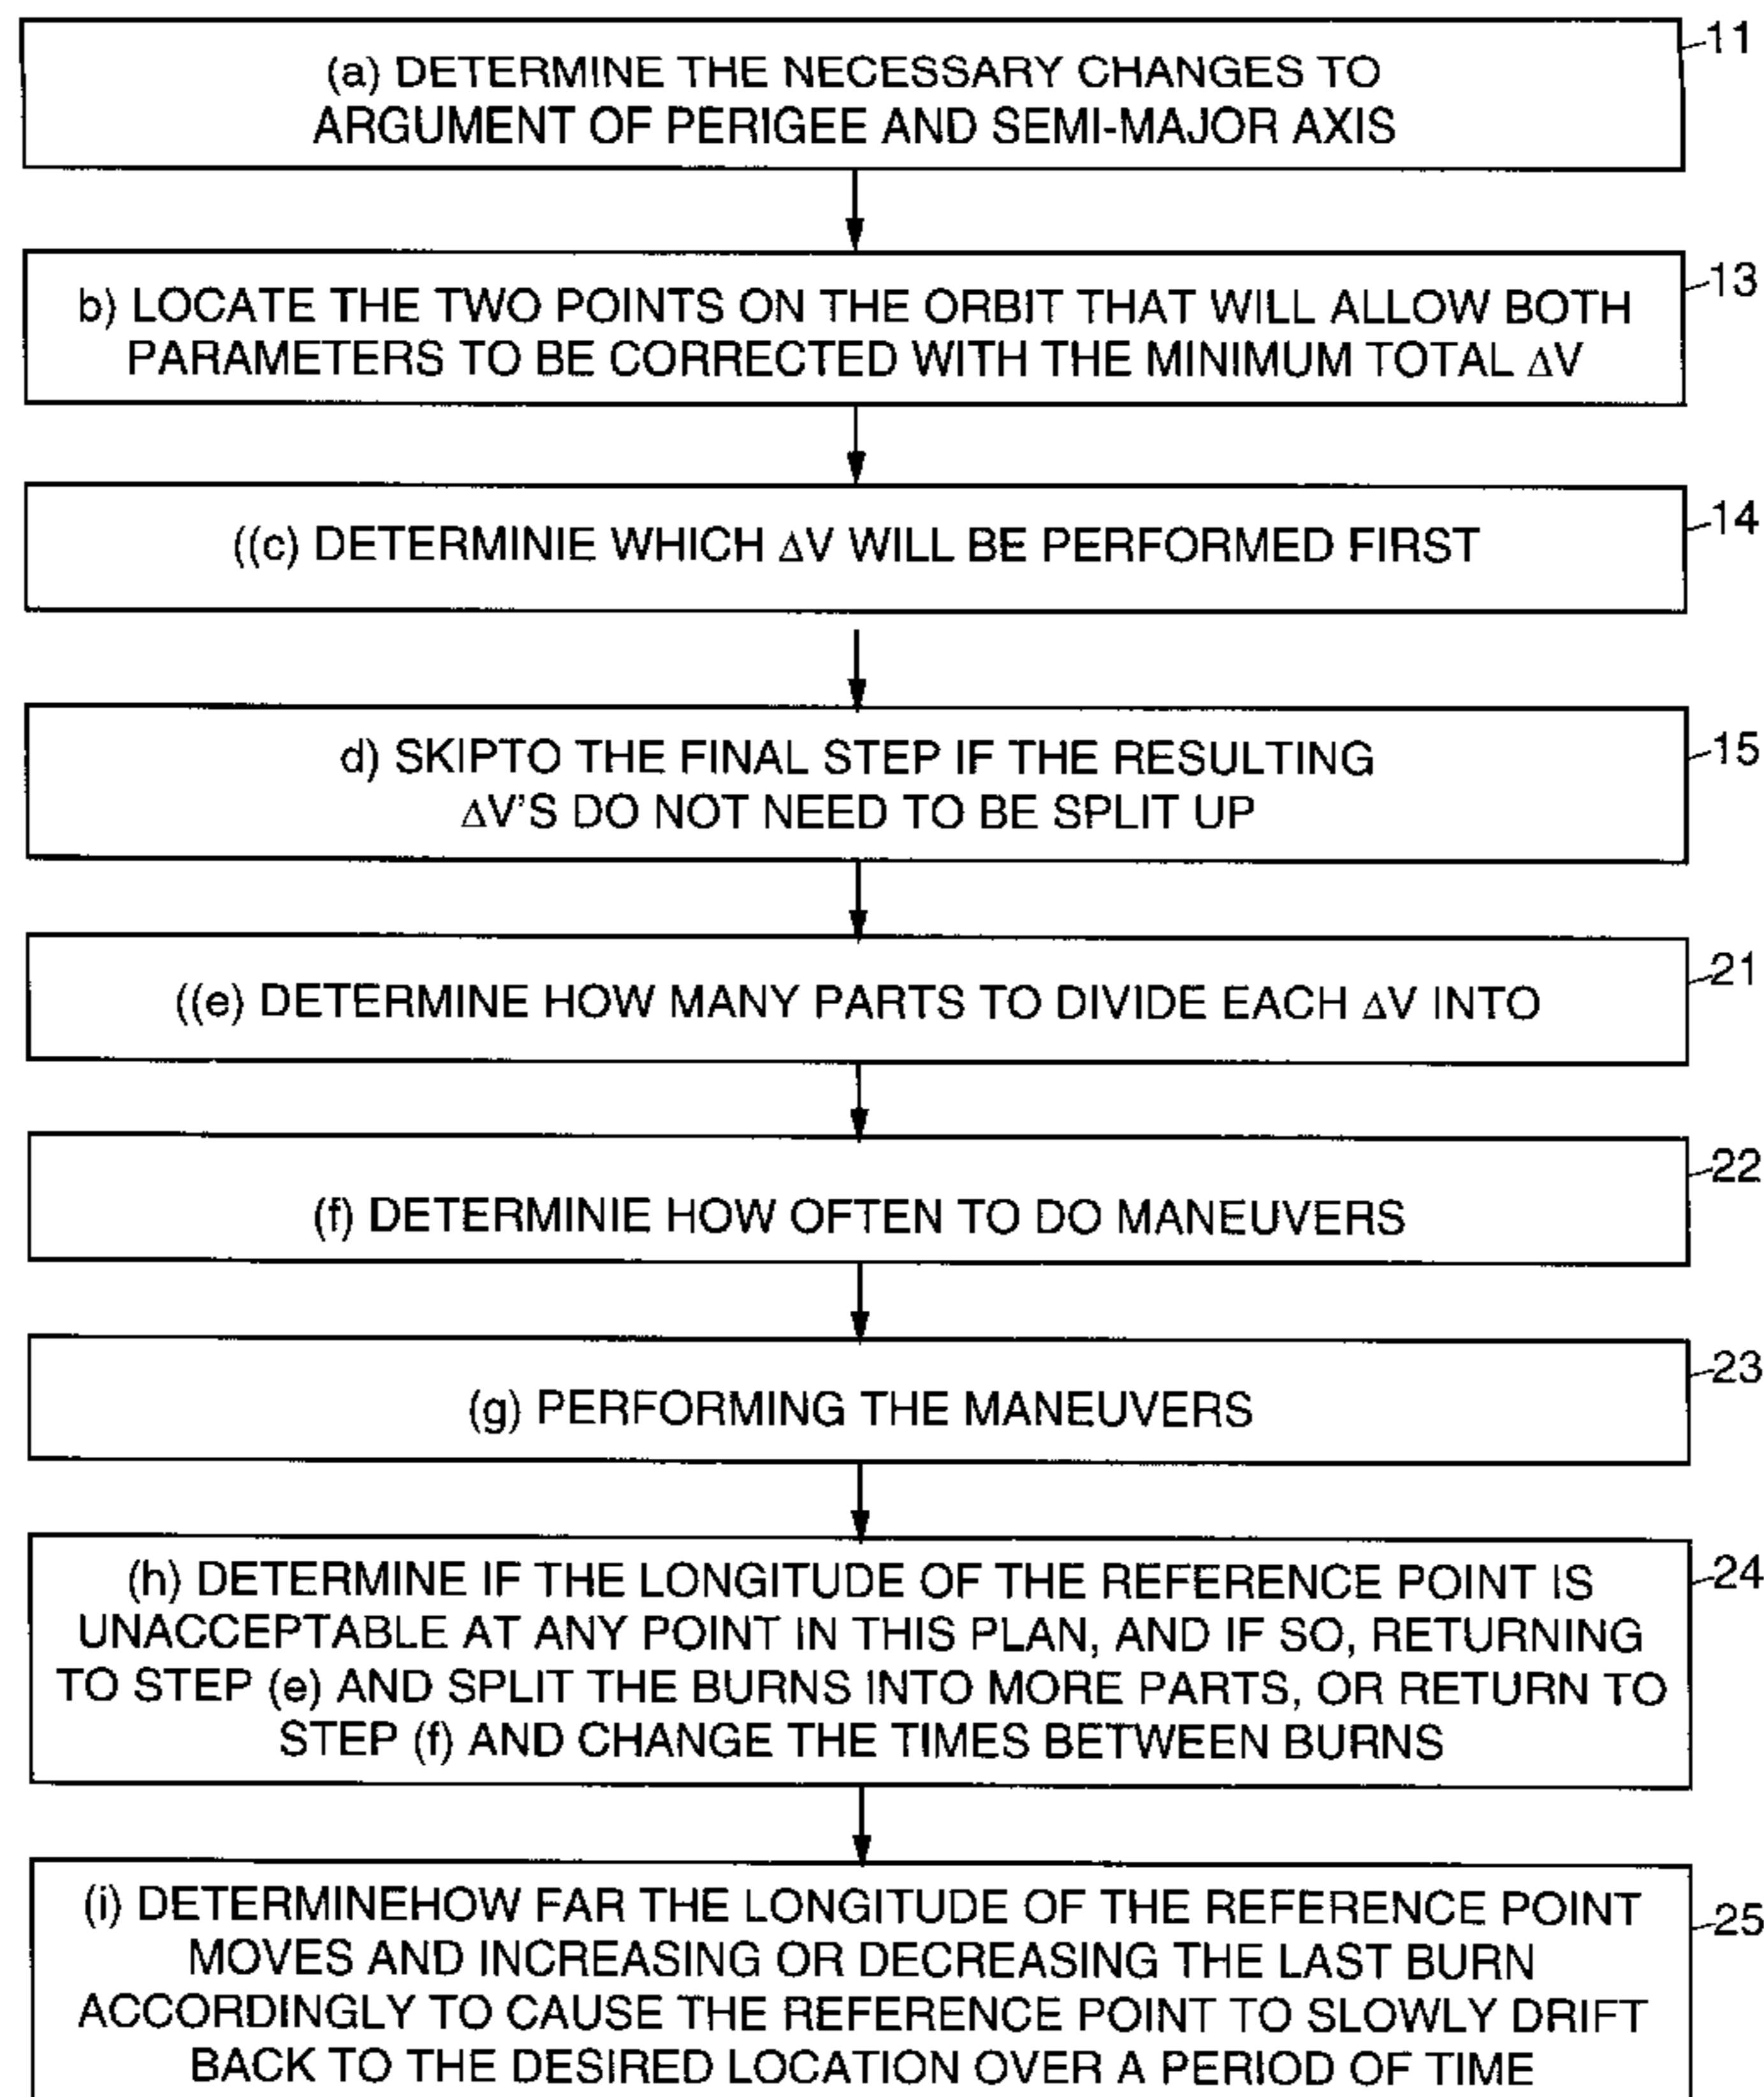 11
(a) DETERMINE THE NECESSARY CHANGES TO
ARGUMENT OF PERIGEE AND SEMI-MAJOR AXIS
13
b) LOCATE THE TWO POINTS ON THE ORBIT THAT WILL ALLOW BOTH
PARAMETERS TO BE CORRECTED WITH THE MINIMUM TOTAL ΔV
14
((c) DETERMINIE WHICH ΔV WILL BE PERFORMED FIRST
15
d) SKIPTO THE FINAL STEP IF THE RESULTING
ΔV'S DO NOT NEED TO BE SPLIT UP
21
((e) DETERMINE HOW MANY PARTS TO DIVIDE EACH ΔV INTO
22
(f) DETERMINIE HOW OFTEN TO DO MANEUVERS
23
(g) PERFORMING THE MANEUVERS
24
(h) DETERMINE IF THE LONGITUDE OF THE REFERENCE POINT IS
UNACCEPTABLE AT ANY POINT IN THIS PLAN, AND IF SO, RETURNING
TO STEP (e) AND SPLIT THE BURNS INTO MORE PARTS, OR RETURN TO
STEP (f) AND CHANGE THE TIMES BETWEEN BURNS
25
(i) DETERMINEHOW FAR THE LONGITUDE OF THE REFERENCE POINT
MOVES AND INCREASING OR DECREASING THE LAST BURN
ACCORDINGLY TO CAUSE THE REFERENCE POINT TO SLOWLY DRIFT
BACK TO THE DESIRED LOCATION OVER A PERIOD OF TIME